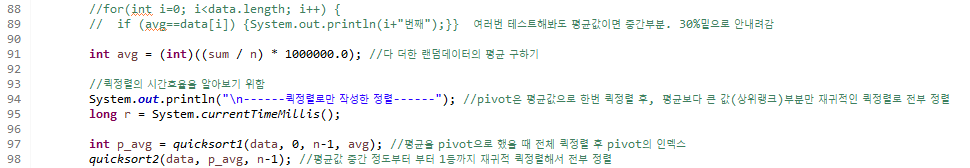 88 //for(int i=0; i<data.length; i++) {
89 // if (avg==data[i]) {System.out.println(i+"번째");}} 여러번 테스트해봐도 평균값이면 중간부분. 30%밑으로 안내려감
90
91 int avg = (int)((sum / n) * 1000000.0); //다 더한 랜덤데이터의 평균 구하기
92
93 //퀵정렬의 시간효율을 알아보기 위함
94 System.out.println("\n------퀵정렬로만 작성한 정렬------"); //pivot은 평균값으로 한번 퀵정렬 후, 평균보다 큰 값(상위랭크)부분만 재귀적인 퀵정렬로 전부 정렬
95 long r = System.currentTimeMillis();
96
97 int p_avg = quicksort1(data, 0, n-1, avg); //평균을 pivot으로 했을 때 전체 퀵정렬 후 pivot의 인덱스
98 quicksort2(data, p_avg, n-1); //평균값 중간 정도부터 부터 1등까지 재귀적 퀵정렬해서 전부 정렬